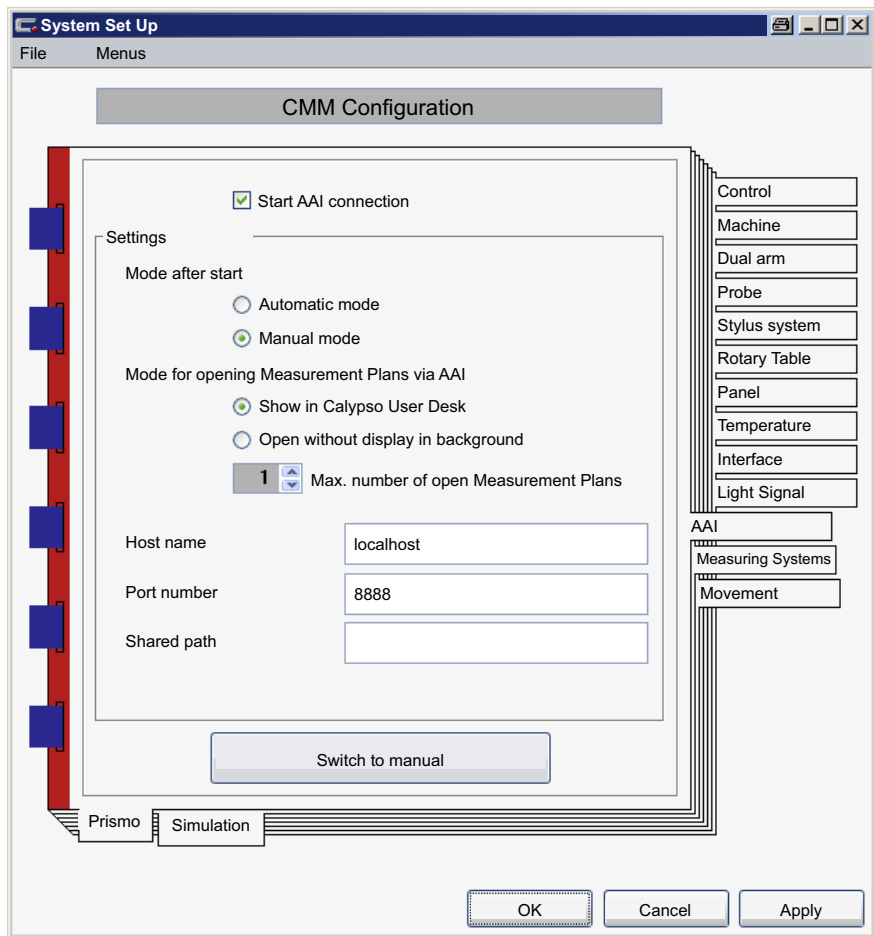 System Set Up
File Menus
CMM Configuration
Start AAI connection
Settings
Mode after start
Automatic mode
Manual mode
Mode for opening Measurement Plans via AAI
Show in Calypso User Desk
Open without display in background
1 Max. number of open Measurement Plans
Host name localhost
Port number 8888
Shared path
Switch to manual
Control
Machine
Dual arm
Probe
Stylus system
Rotary Table
Panel
Temperature
Interface
Light Signal
AAI
Measuring Systems
Movement
Prismo Simulation
OK Cancel Apply